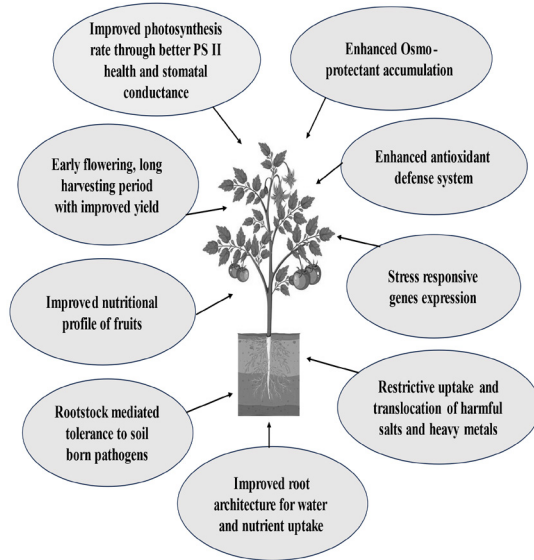 Improved photosynthesis
rate through better PS II
health and stomatal
conductance
Enhanced Osmo-
protectant accumulation
Early flowering, long
harvesting period
with improved yield
Enhanced antioxidant
defense system
Improved nutritional
profile of fruits
Stress responsive
genes expression
Rootstock mediated
tolerance to soil
born pathogens
Restrictive uptake and
translocation of harmful
salts and heavy metals
Improved root
architecture for water
and nutrient uptake